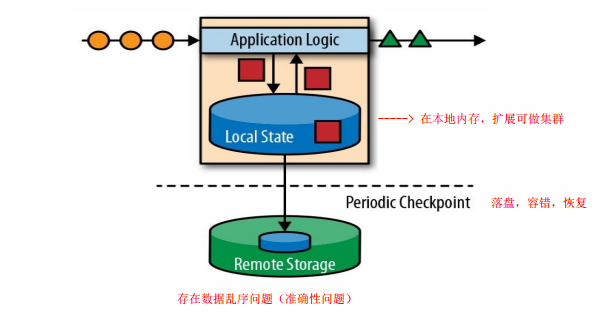 Application Logic
Local State
-----> 在本地内存，扩展可做集群
Periodic Checkpoint
落盘，容错，恢复
Remote Storage
存在数据乱序问题（准确性问题）